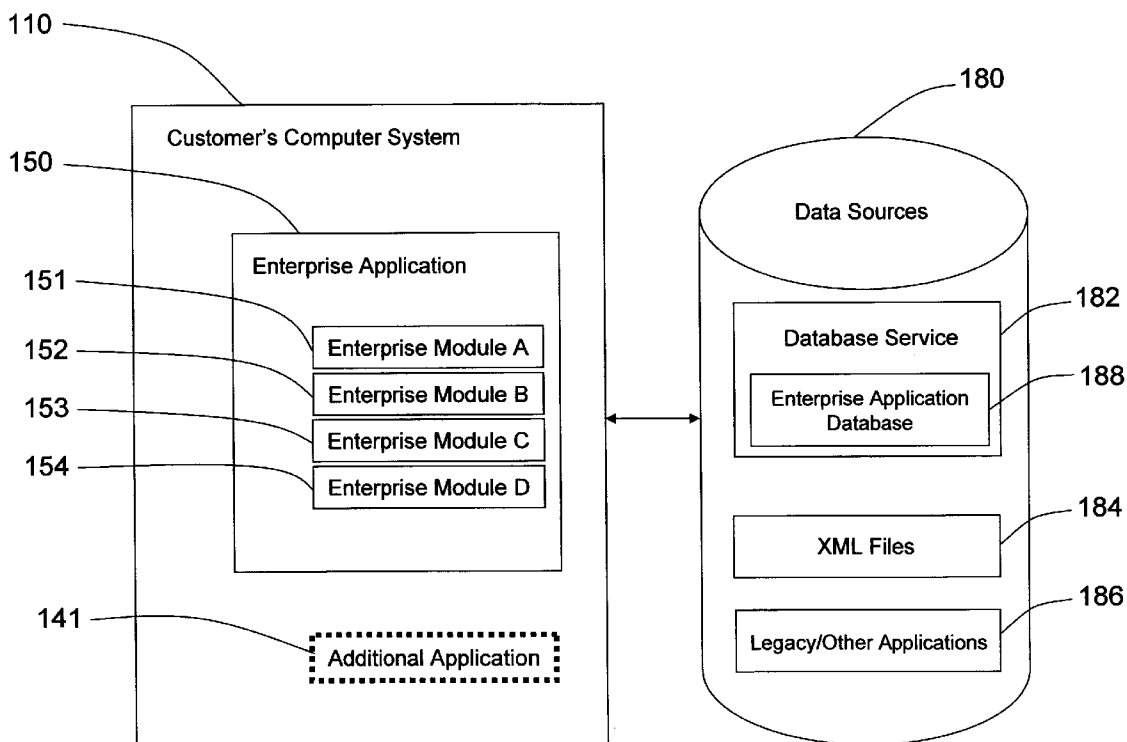 110
180
Customer's Computer System
150
Data Sources
Enterprise Application
151
182
Enterprise Module A
Database Service
152
Enterprise Module B
188
Enterprise Application
Database
153
Enterprise Module C
154
Enterprise Module D
184
XML Files
186
141
Legacy/Other Applications
Additional Application